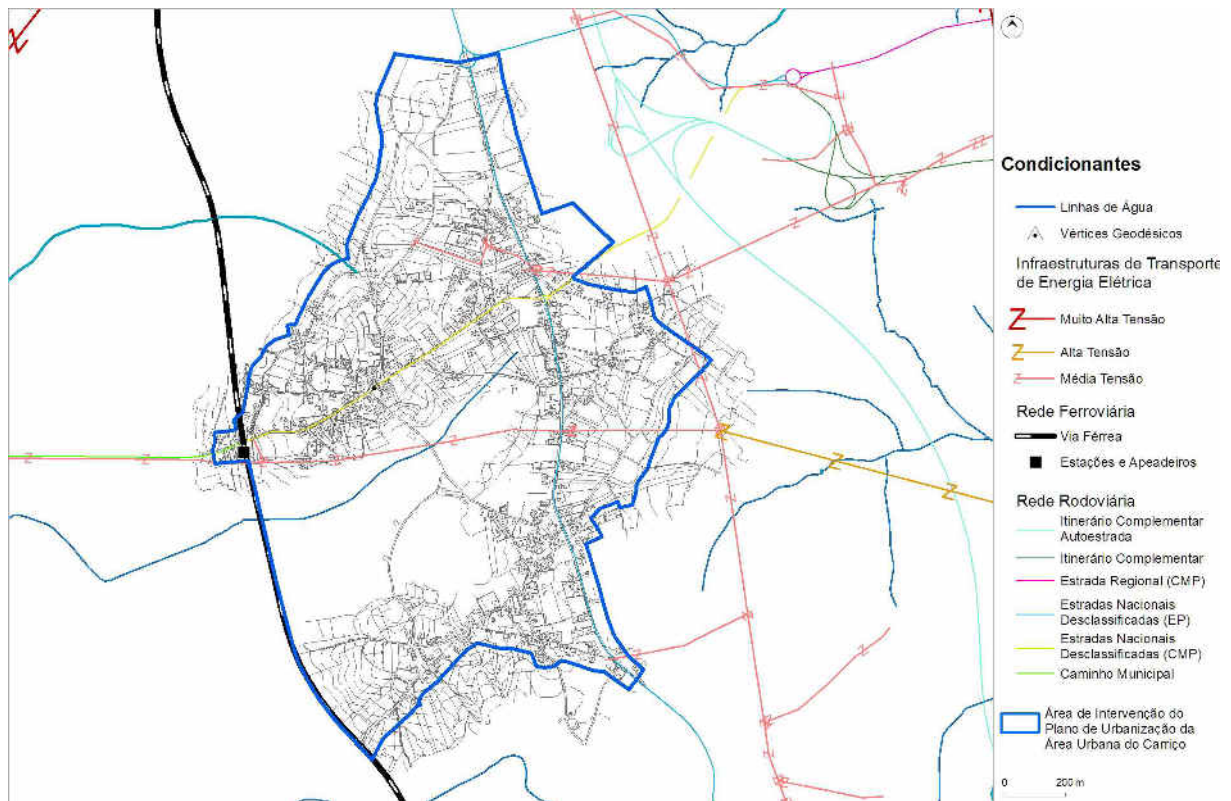 Condicionantes
Linhas de Água
Vértices Geodésicos
Infraestruturas de Transporte
de Energia Elétrica
Muito Alta Tensão
Alta Tensão
Média Tensão
Rede Ferroviária
Via Férrea
Estações e Apeadeiros
Rede Rodoviária
Itinerário Complementar
Autoestrada
Itinerário Complementar
Estrada Regional (CMP)
Estradas Nacionais
Desclassificadas (EP)
Estradas Nacionais
Desclassificadas (CMP)
Caminho Municipal
Área de Intervenção do
Plano de Urbanização da
Área Urbana do Carriço
0 200 m